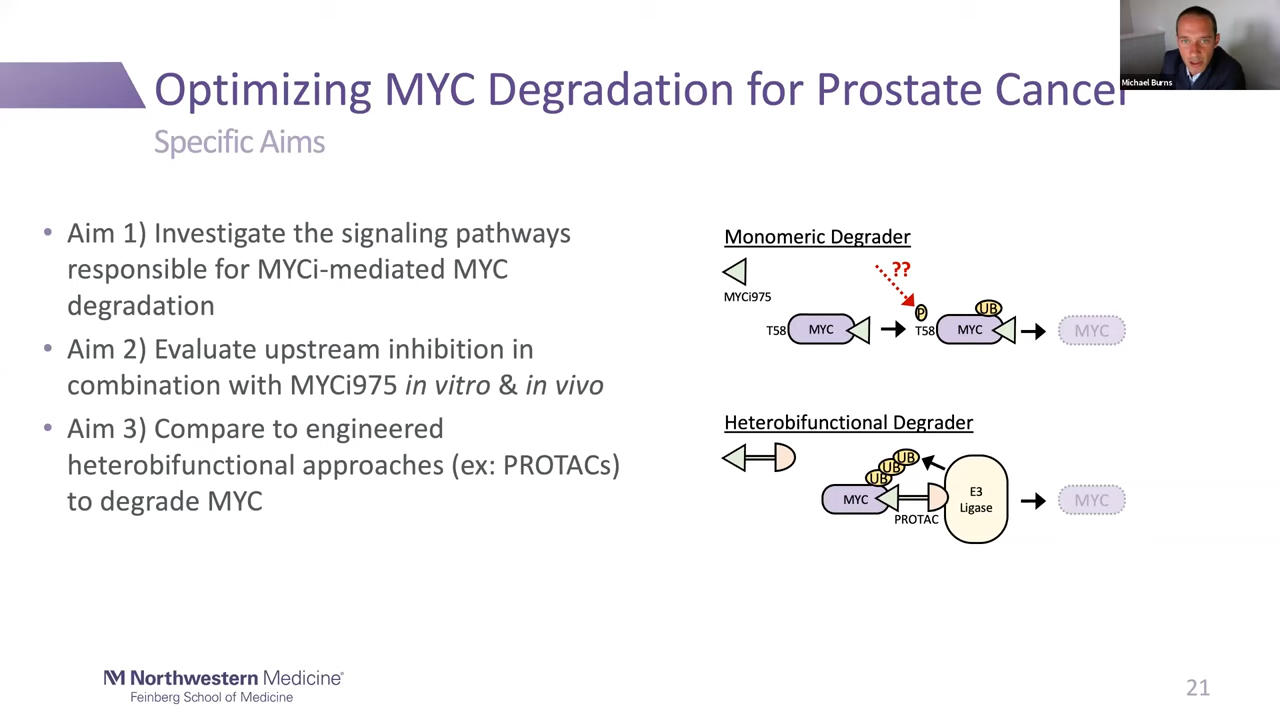 Michael Burns
Optimizing MYC Degradation for Prostate Cancer
Specific Aims
• Aim 1) Investigate the signaling pathways
responsible for MYCi-mediated MYC
degradation
• Aim 2) Evaluate upstream inhibition in
combination with MYCi975 in vitro & in vivo
• Aim 3) Compare to engineered
heterobifunctional approaches (ex: PROTACs)
to degrade MYC
Monomeric Degrader
??
MYCi975
P
UB
T58 MYC
T58 MYC
MYC
Heterobifunctional Degrader
UB
UB
UB
MYC
PROTAC
E3
Ligase
MYC
NM Northwestern Medicine®
Feinberg School of Medicine
21